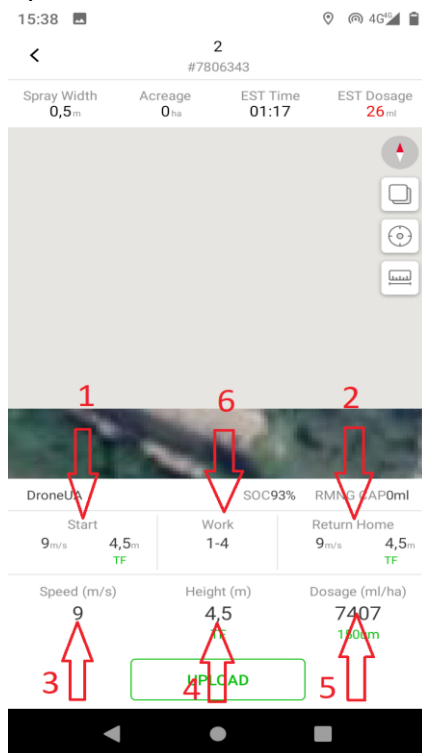 15:38 4G 4G
2
#7806343
Spray Width Acreage EST Time EST Dosage
0,5m 0ha 01:17 26ml
1 6 2
DroneUA SOC93% RMNG CAP0ml
Start Work Return Home
9m/s 4,5m 1-4 9m/s 4,5m
TF TF
Speed (m/s) Height (m) Dosage (ml/ha)
9 4,5 7407
TF 150um
UPLOAD
3 4 5